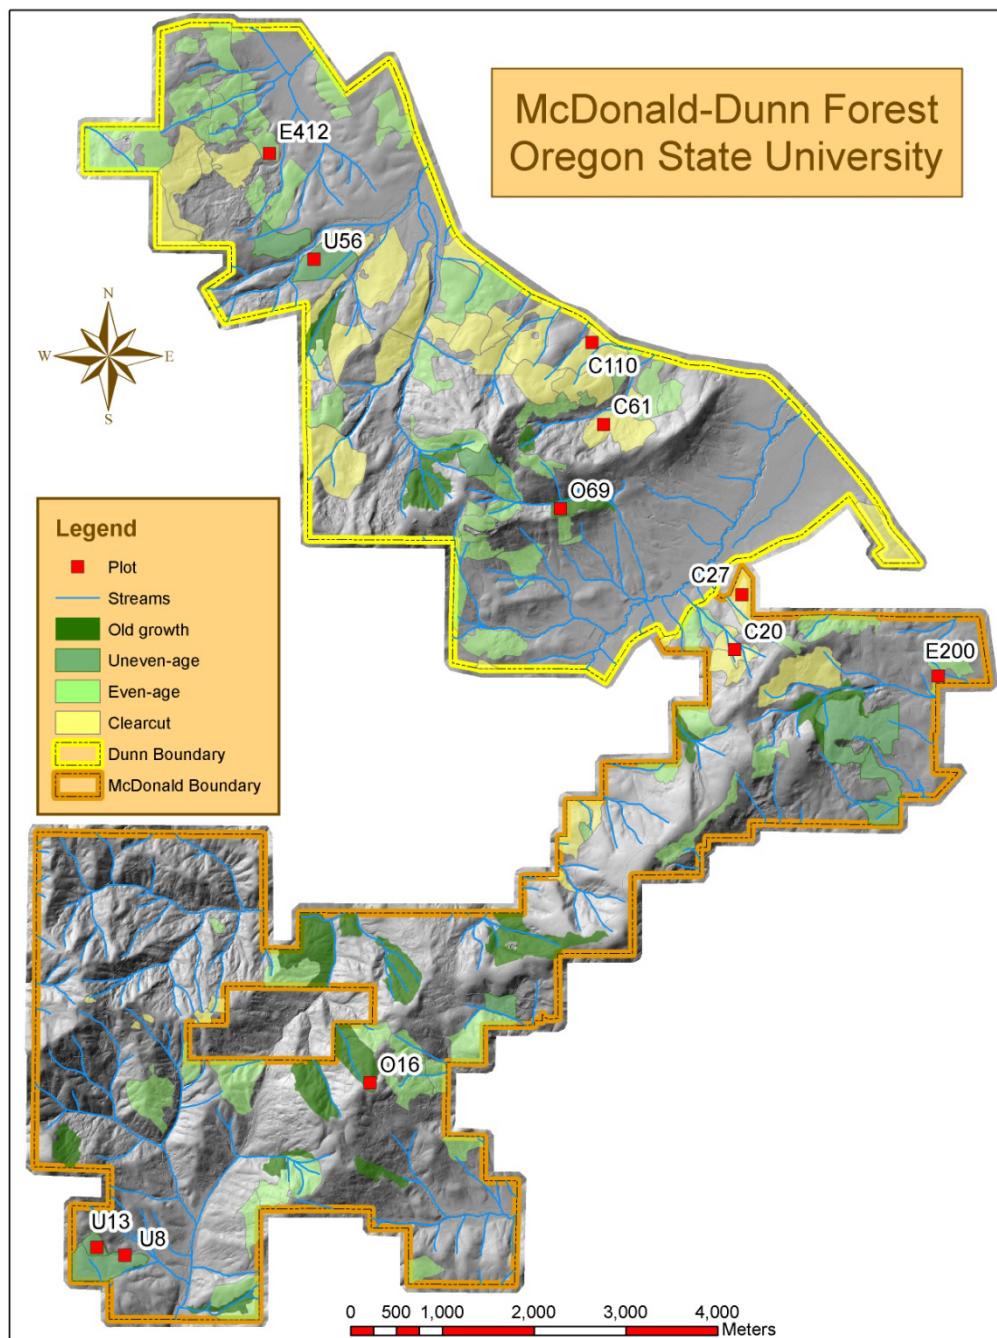 McDonald-Dunn Forest
Oregon State University
E412
U56
N
W E
S
C110
C61
O69
C27
C20
E200
Legend
Plot
Streams
Old growth
Uneven-age
Even-age
Clearcut
Dunn Boundary
McDonald Boundary
O16
U13
U8
0 500 1,000 2,000 3,000 4,000
Meters